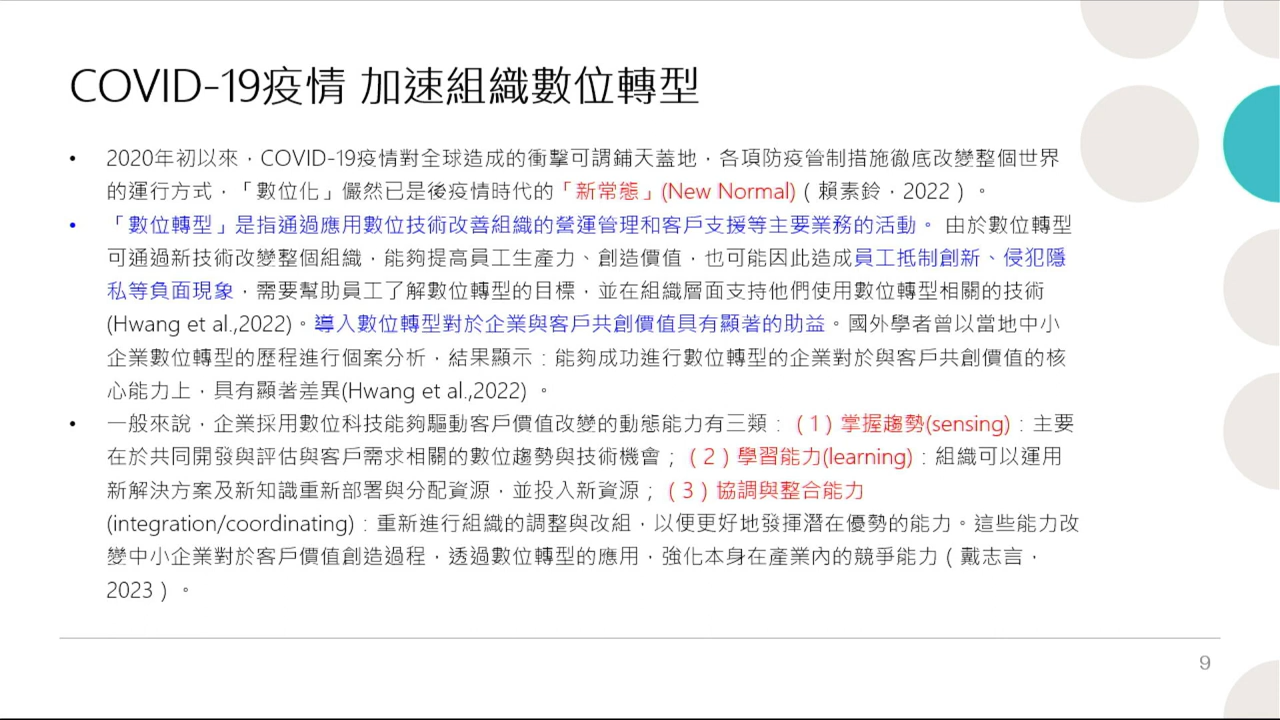 COVID-19疫情 加速組織數位轉型
• 2020年初以來，COVID-19疫情對全球造成的衝擊可謂鋪天蓋地，各項防疫管制措施徹底改變整個世界
的運行方式，「數位化」儼然已是後疫情時代的「新常態」(New Normal)（賴素鈴，2022）。
• 「數位轉型」是指通過應用數位技術改善組織的營運管理和客戶支援等主要業務的活動。 由於數位轉型
可通過新技術改變整個組織，能夠提高員工生產力、創造價值，也可能因此造成員工抵制創新、侵犯隱
私等負面現象，需要幫助員工了解數位轉型的目標，並在組織層面支持他們使用數位轉型相關的技術
(Hwang et al.,2022)。導入數位轉型對於企業與客戶共創價值具有顯著的助益。國外學者曾以當地中小
企業數位轉型的歷程進行個案分析，結果顯示：能夠成功進行數位轉型的企業對於與客戶共創價值的核
心能力上，具有顯著差異(Hwang et al.,2022) 。
• 一般來說，企業採用數位科技能夠驅動客戶價值改變的動態能力有三類：（1）掌握趨勢(sensing)：主要
在於共同開發與評估與客戶需求相關的數位趨勢與技術機會；（2）學習能力(learning)：組織可以運用
新解決方案及新知識重新部署與分配資源，並投入新資源；（3）協調與整合能力
(integration/coordinating)：重新進行組織的調整與改組，以便更好地發揮潛在優勢的能力。這些能力改
變中小企業對於客戶價值創造過程，透過數位轉型的應用，強化本身在產業內的競爭能力（戴志言，
2023）。
9